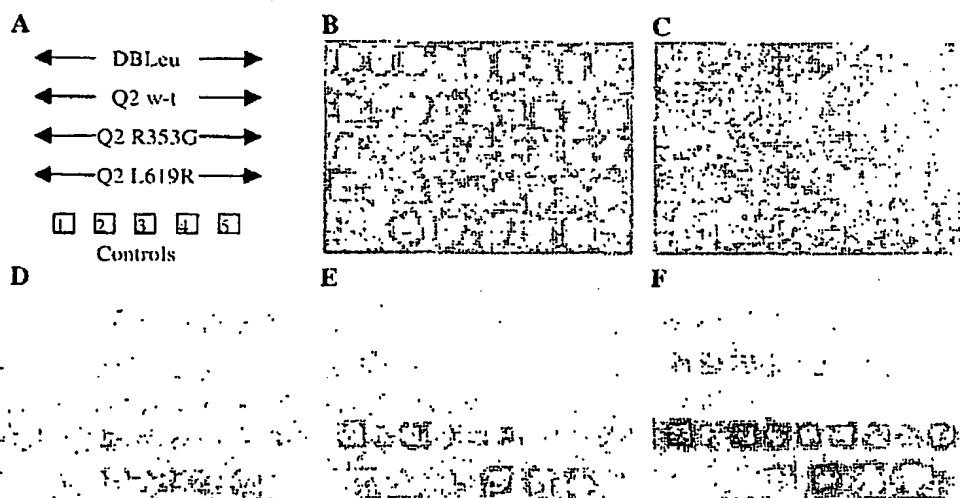 A
DBLeu
Q2 w-t
Q2 R353G
Q2 L619R
1 2 3 4 5
Controls
B
C
D
E
F